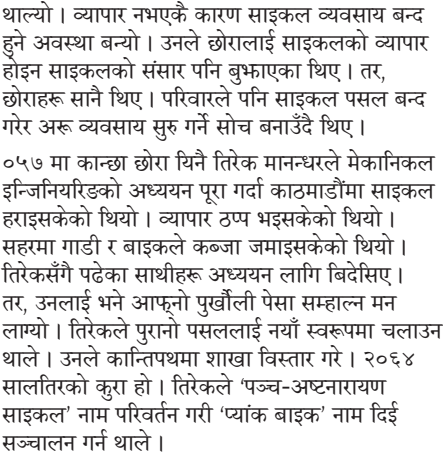 थाल्यो । व्यापार नभएकै कारण साइकल व्यवसाय बन्द
हुने अवस्था बन्यो । उनले छोरालाई साइकलको व्यापार
होइन साइकलको संसार पनि बुझाएका थिए । तर,
छोराहरू सानै थिए । परिवारले पनि साइकल पसल बन्द
गरेर अरू व्यवसाय सुरु गर्ने सोच बनाउँदै थिए ।
०५७ मा कान्छा छोरा यिनै तिरेक मानन्धरले मेकानिकल
इन्जिनियरिङको अध्ययन पूरा गर्दा काठमाडौंमा साइकल
हराइसकेको थियो । व्यापार ठप्प भइसकेको थियो ।
सहरमा गाडी र बाइकले कब्जा जमाइसकेको थियो ।
तिरेकसँगै पढेका साथीहरू अध्ययन लागि बिदेसिए ।
तर, उनलाई भने आफ्नो पुर्ख्यौली पेसा सम्हाल्न मन
लाग्यो । तिरेकले पुरानो पसललाई नयाँ स्वरूपमा चलाउन
थाले । उनले कान्तिपथमा शाखा विस्तार गरे । २०६४
सालतिरको कुरा हो । तिरेकले ‘पञ्च-अष्टनारायण
साइकल’ नाम परिवर्तन गरी ‘प्यांक बाइक’ नाम दिई
सञ्चालन गर्न थाले ।